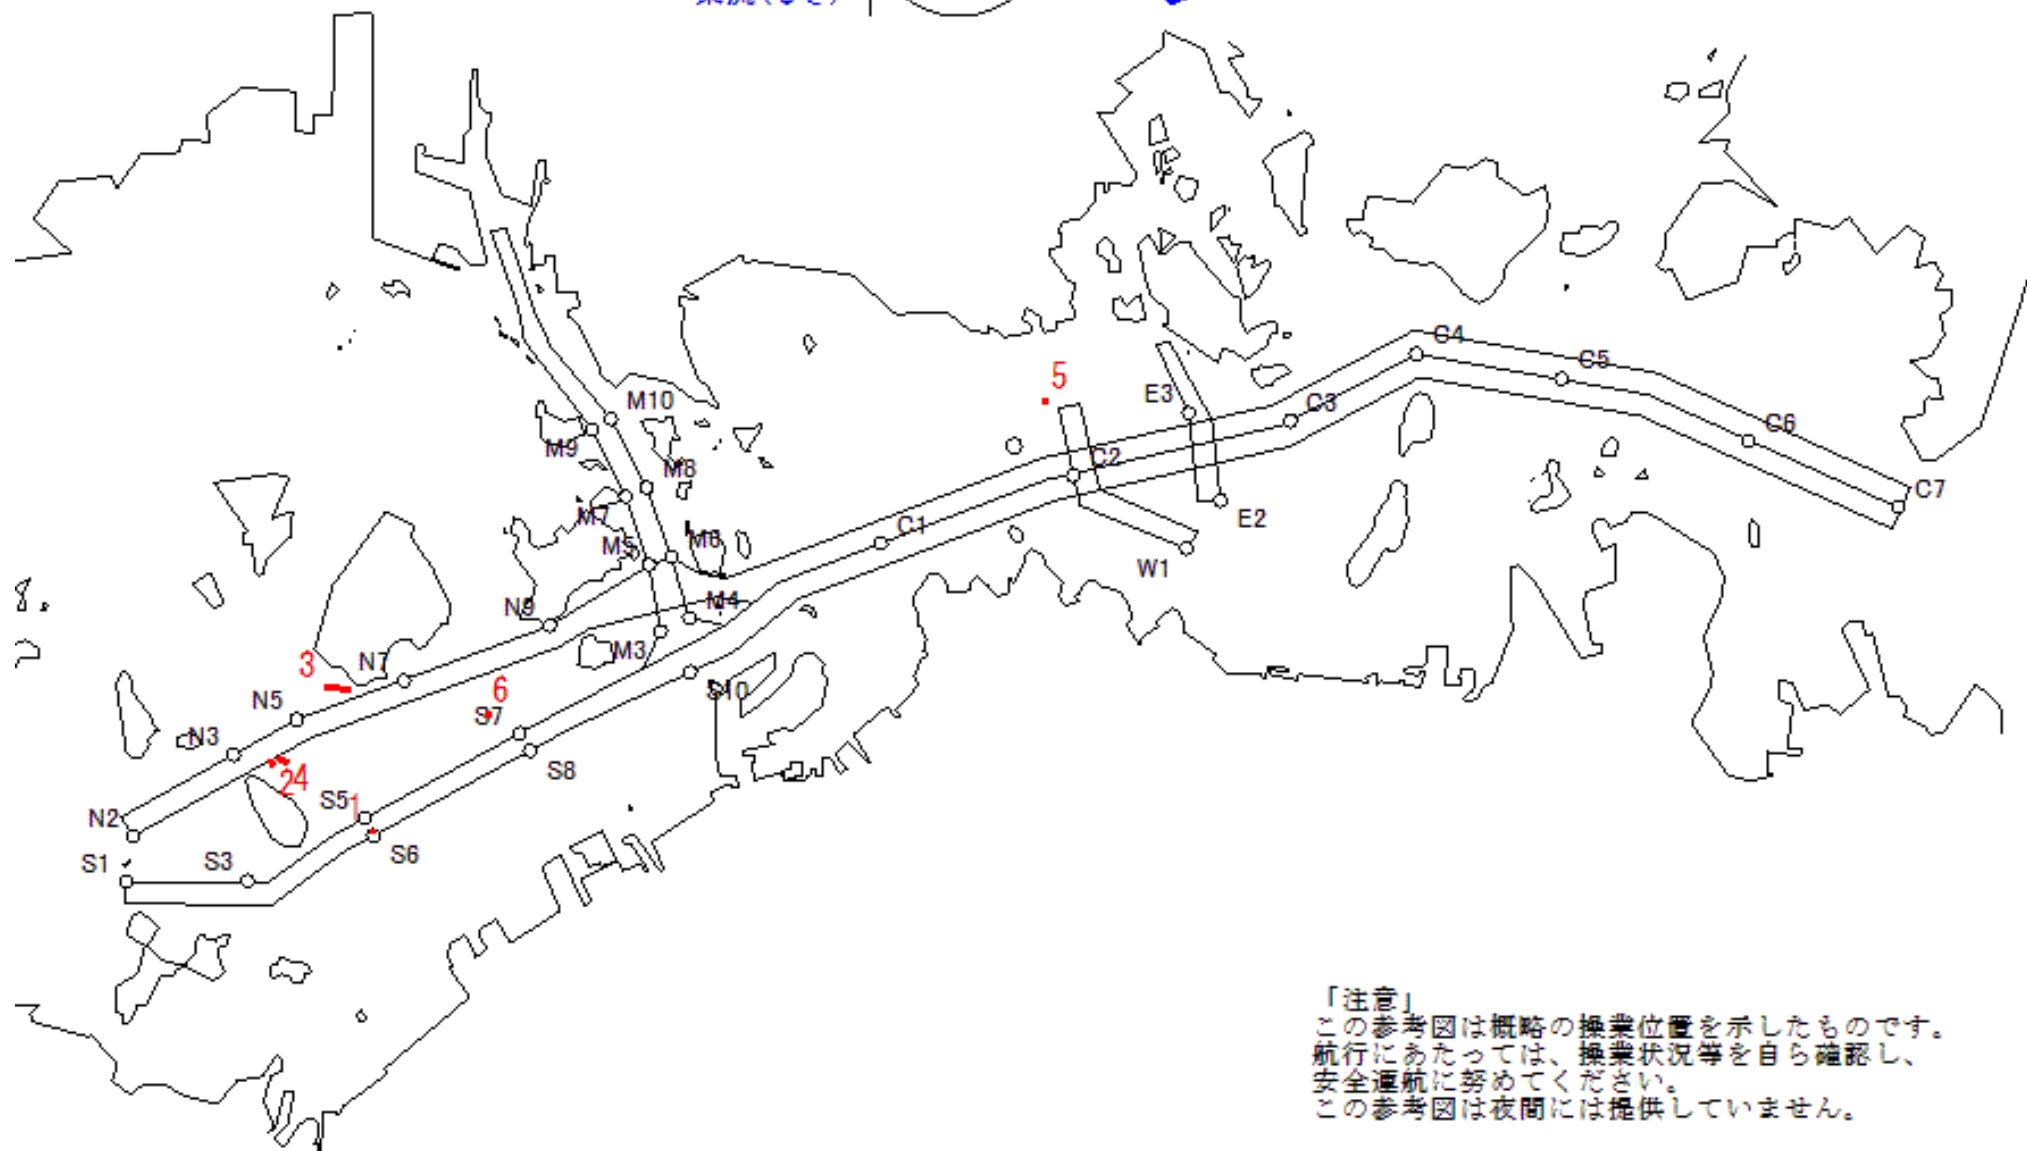 C4
C5
5
E3
C3
M10
C6
M9
C2
M8
C7
M7
E2
C1
M5
M6
W1
N9
M4
M3
3
N7
6
S10
N5
S7
N3
24
S8
S5
1
N2
S6
S1
S3
「注意」
この参考図は概略の操業位置を示したものです。
航行にあたっては、操業状況等を自ら確認し、
安全運航に努めてください。
この参考図は夜間には提供していません。